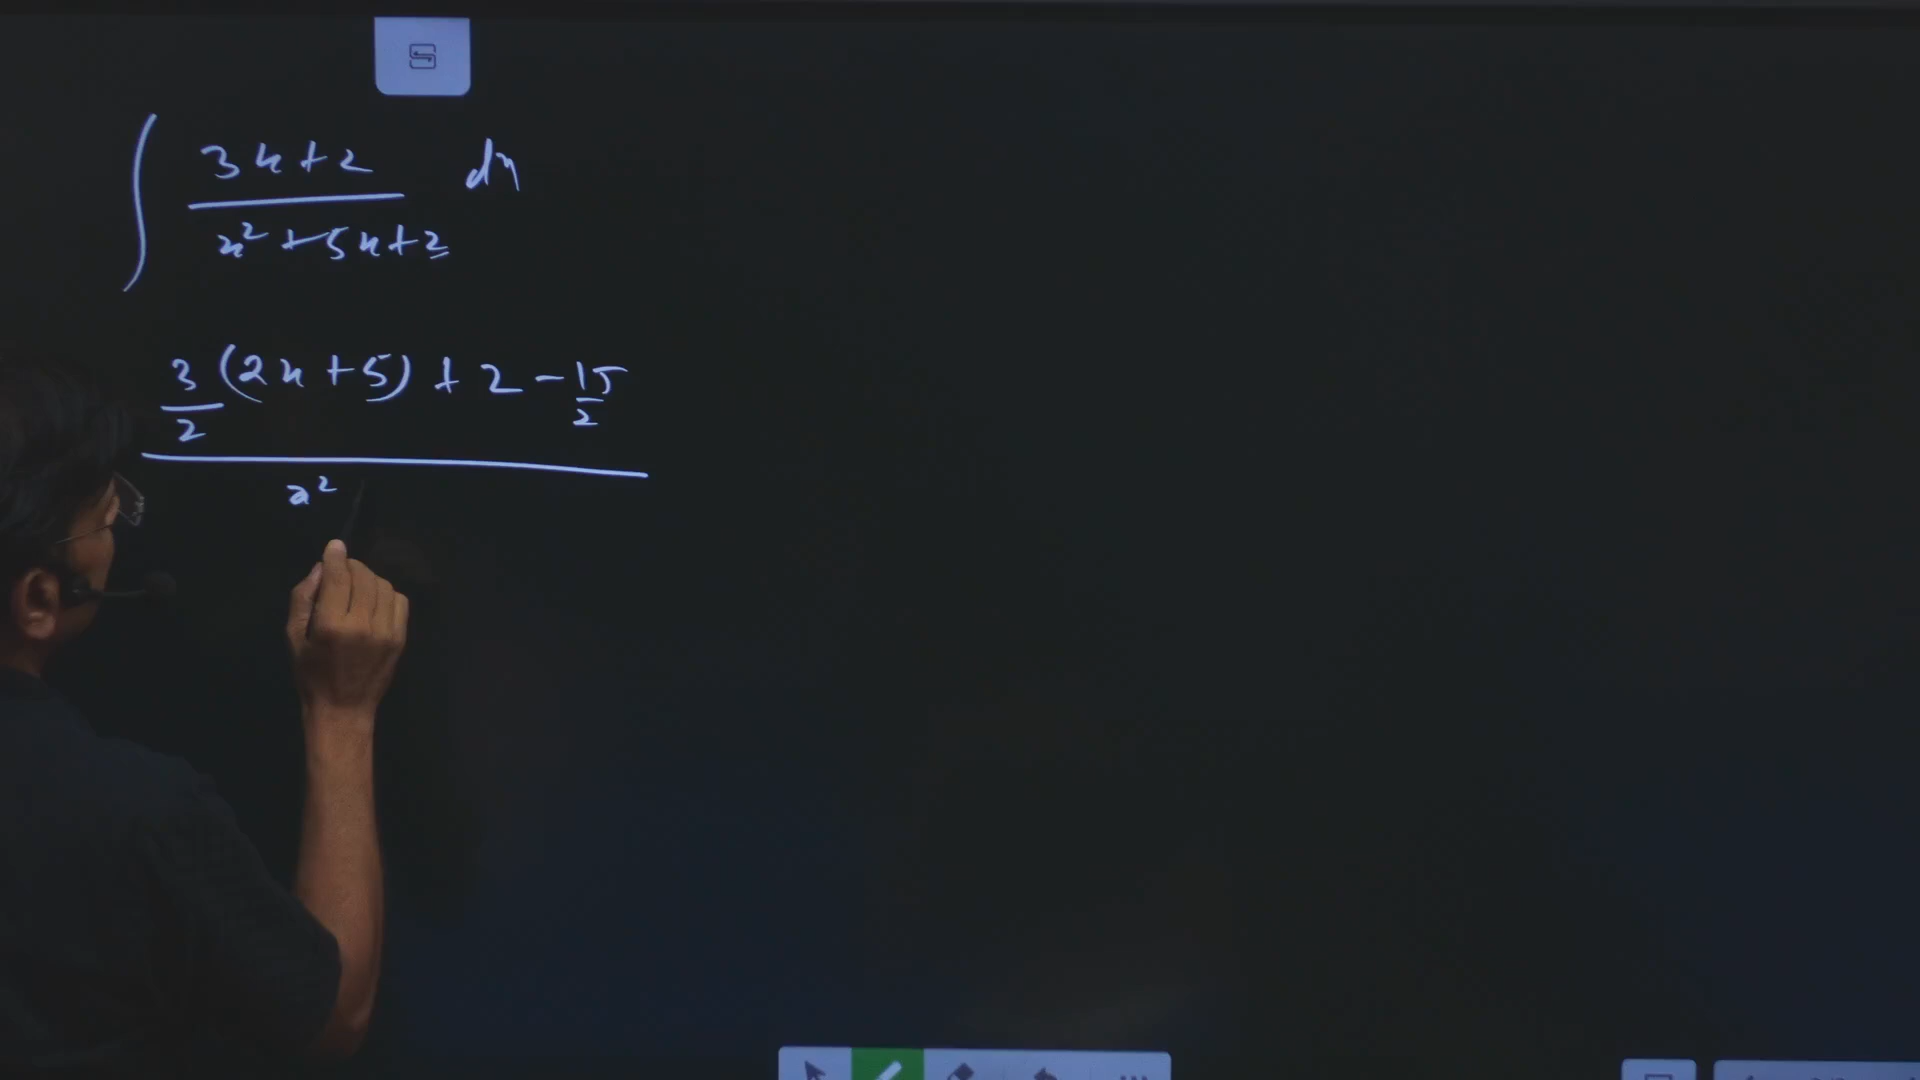 ∫ (3x+2)/(x²+5x+2) dx
(3/2 (2x+5) + 2 - 15/2)/x²